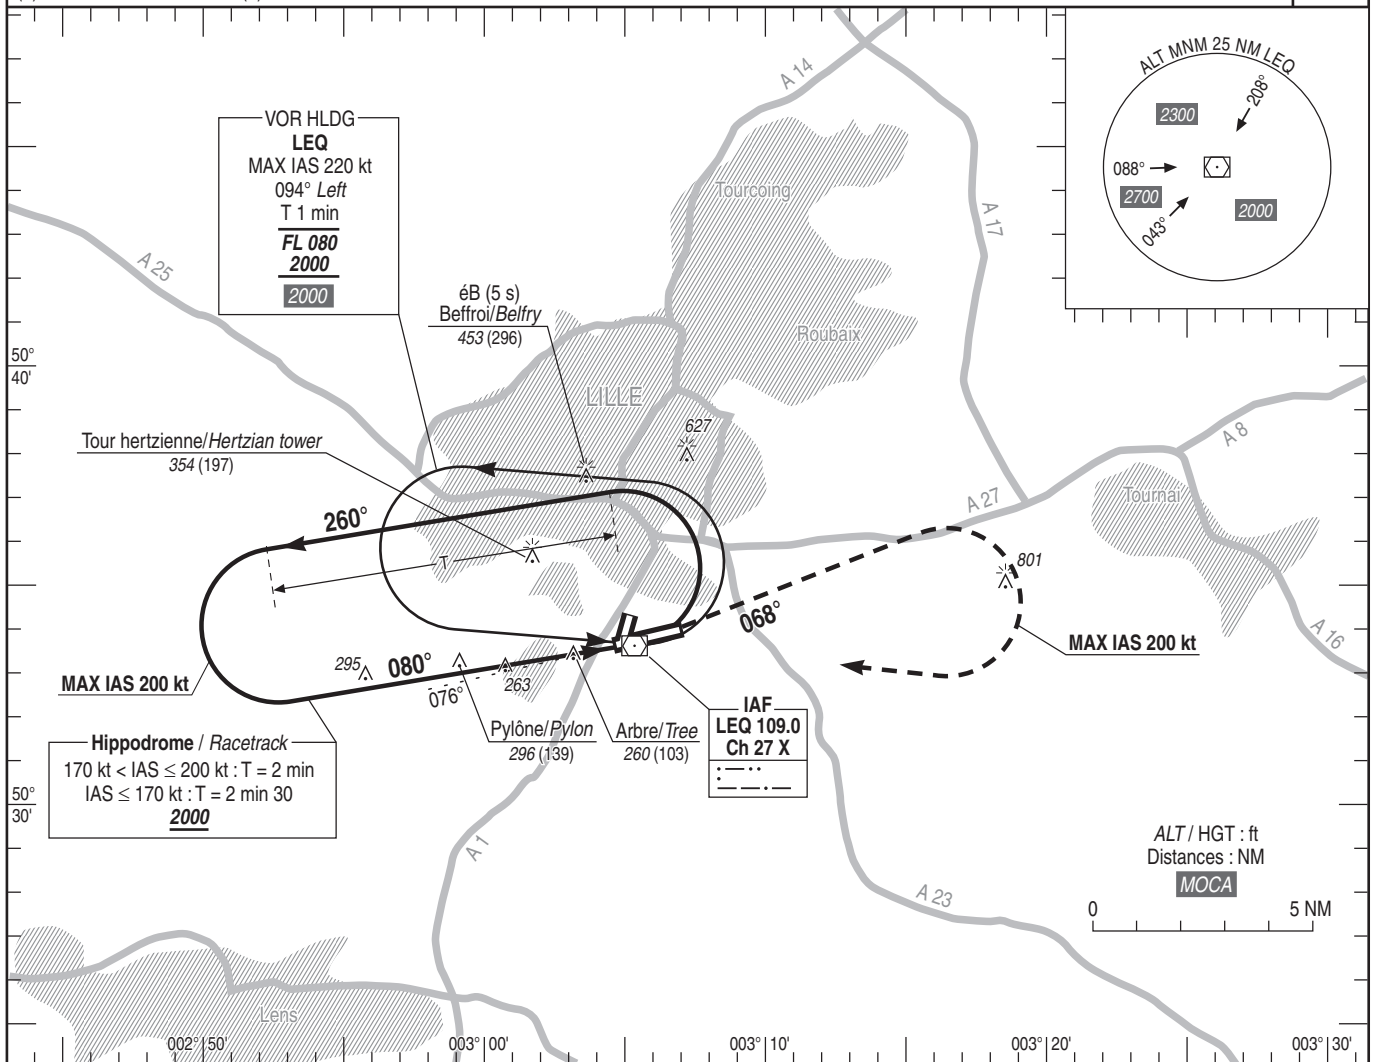 ALT MNM 25 NM LEQ
208°
2300
088°
2700
043°
2000
A 14
A 17
A 25
VOR HLDG
LEQ
MAX IAS 220 kt
094° Left
T 1 min
FL 080
2000
2000
Tourcoing
éB (5 s)
Beffroi/Belfry
453 (296)
Roubaix
50°
40'
LILLE
627
Tour hertzienne/Hertzian tower
354 (197)
A 8
Tournai
A 27
260°
T
801
068°
MAX IAS 200 kt
A 16
295
080°
076°
263
MAX IAS 200 kt
Pylône/Pylon
296 (139)
Arbre/Tree
260 (103)
IAF
LEQ 109.0
Ch 27 X
Hippodrome / Racetrack
170 kt < IAS ≤ 200 kt : T = 2 min
IAS ≤ 170 kt : T = 2 min 30
2000
50°
30'
A 1
A 23
ALT / HGT : ft
Distances : NM
MOCA
0 5 NM
Lens
002° 50'
003° 00'
003° 10'
003° 20'
003° 30'